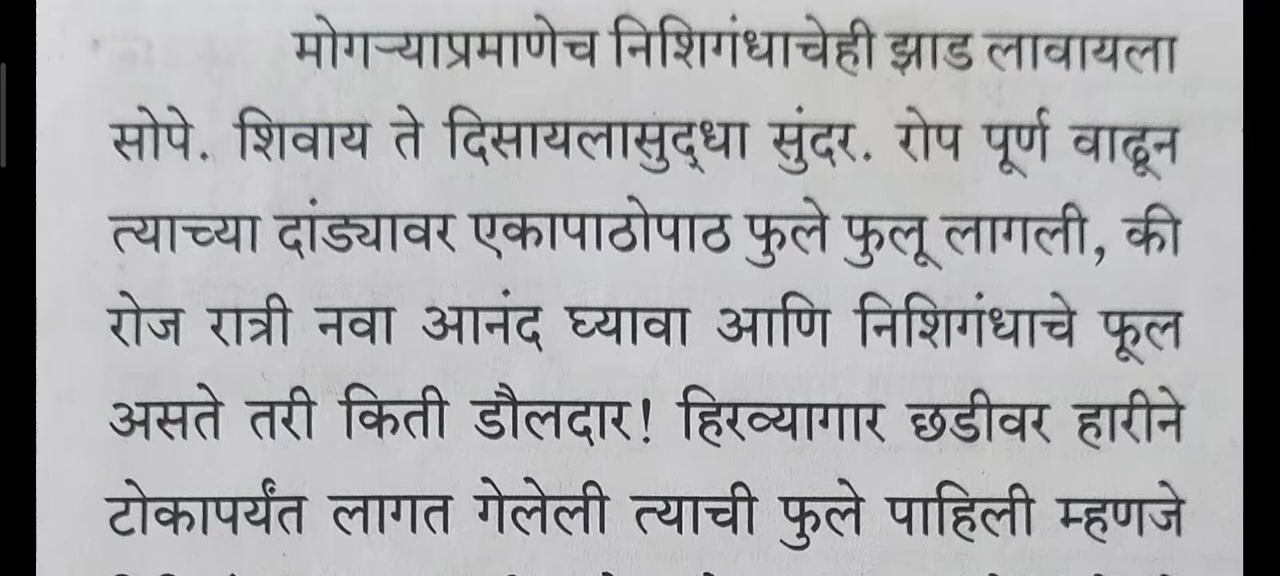 मोगऱ्याप्रमाणेच निशिगंधाचेही झाड लावायला
सोपे. शिवाय ते दिसायलासुद्धा सुंदर. रोप पूर्ण वाढून
त्याच्या दांड्यावर एकापाठोपाठ फुले फुलू लागली, की
रोज रात्री नवा आनंद घ्यावा आणि निशिगंधाचे फूल
असते तरी किती डौलदार! हिरव्यागार छडीवर हारीने
टोकापर्यंत लागत गेलेली त्याची फुले पाहिली म्हणजे